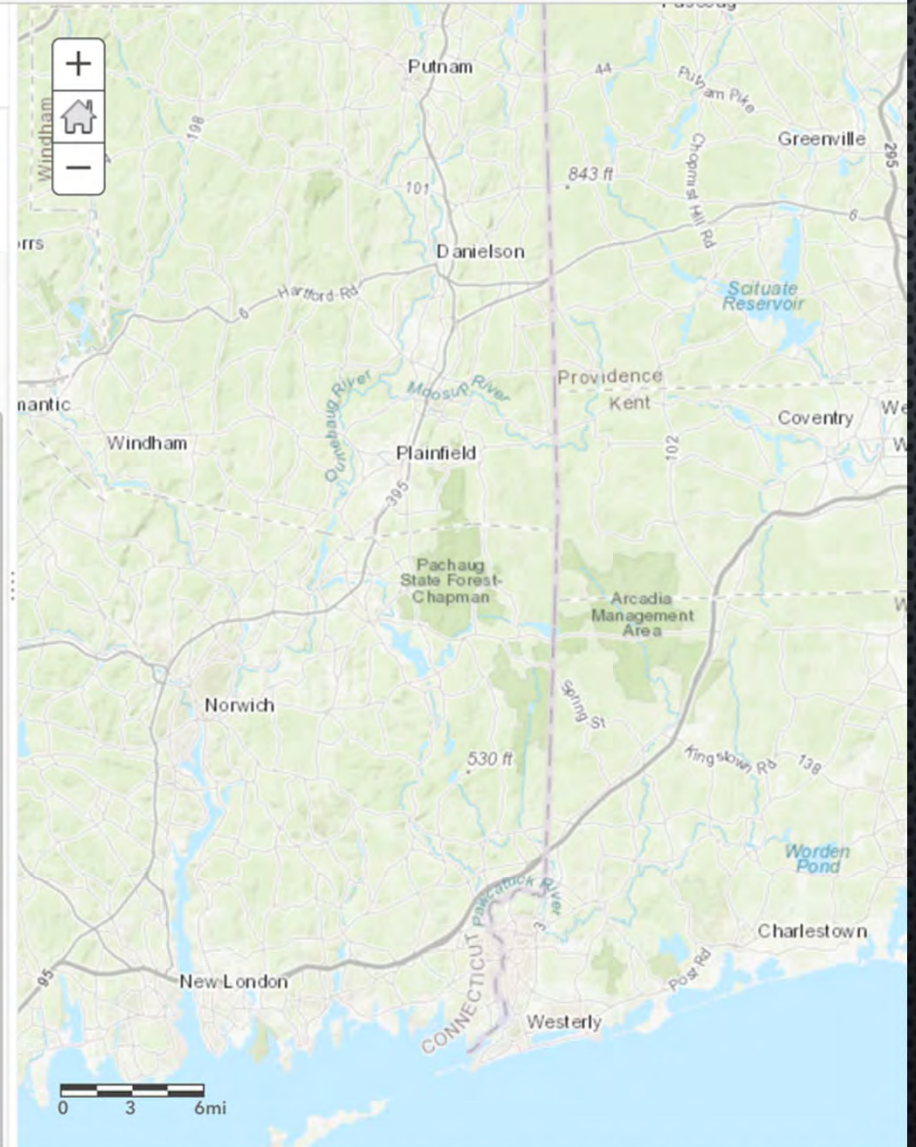 Putnam
44
Putnam Pike
Windham
198
Greenville
295
Chopmist Hill Rd
843 ft
101
6
rrs
Danielson
Hartford Rd
6
Scituate
Reservoir
Providence
Kent
Quinebaug River
Moosup River
mantic
Coventry
We
W
Windham
Plainfield
102
395
Pachaug
State Forest-
Chapman
Arcadia
Management
Area
W
Norwich
Spring St
530 ft
Kingstown Rd
138
Worden
Pond
Pawcatuck River
3
Charlestown
95
New London
CONNECTICUT
Post Rd
Westerly
0
3
6mi